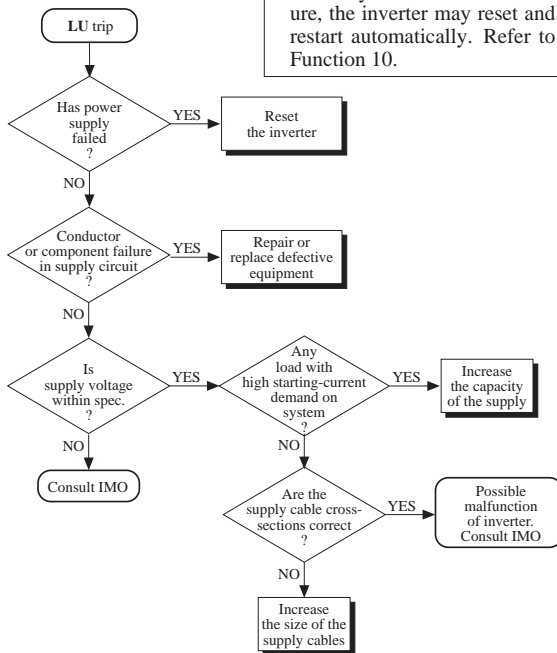 ure, the inverter may reset and
restart automatically. Refer to
Function 10.
LU trip
Has power
supply
failed
?
YES
Reset
the inverter
NO
Conductor
or component failure
in supply circuit
?
YES
Repair or
replace defective
equipment
NO
Is
supply voltage
within spec.
?
YES
Any
load with
high starting-current
demand on
system
?
YES
Increase
the capacity
of the supply
NO
Consult IMO
NO
Are the
supply cable cross-
sections correct
?
YES
Possible
malfunction
of inverter.
Consult IMO
NO
Increase
the size of the
supply cables